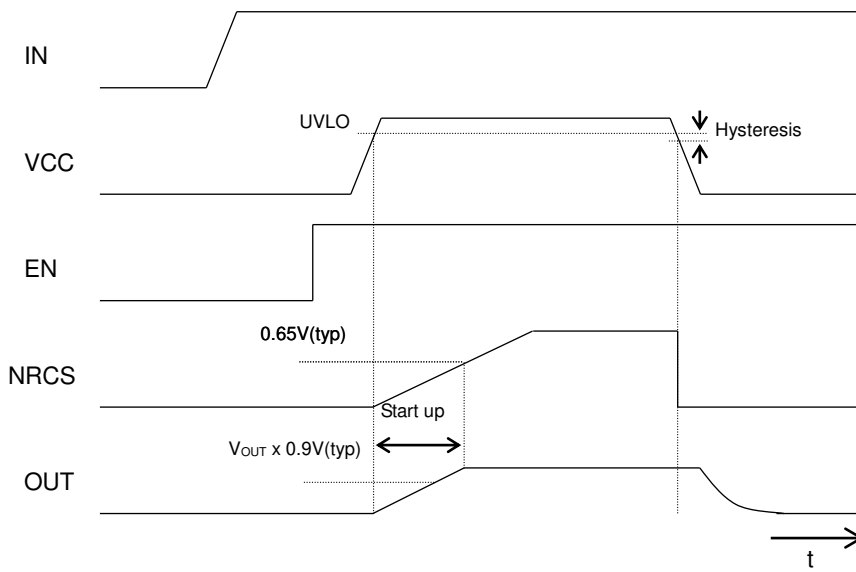 IN
UVLO
Hysteresis
VCC
EN
0.65V(typ)
NRCS
Start up
VOUT x 0.9V(typ)
OUT
t